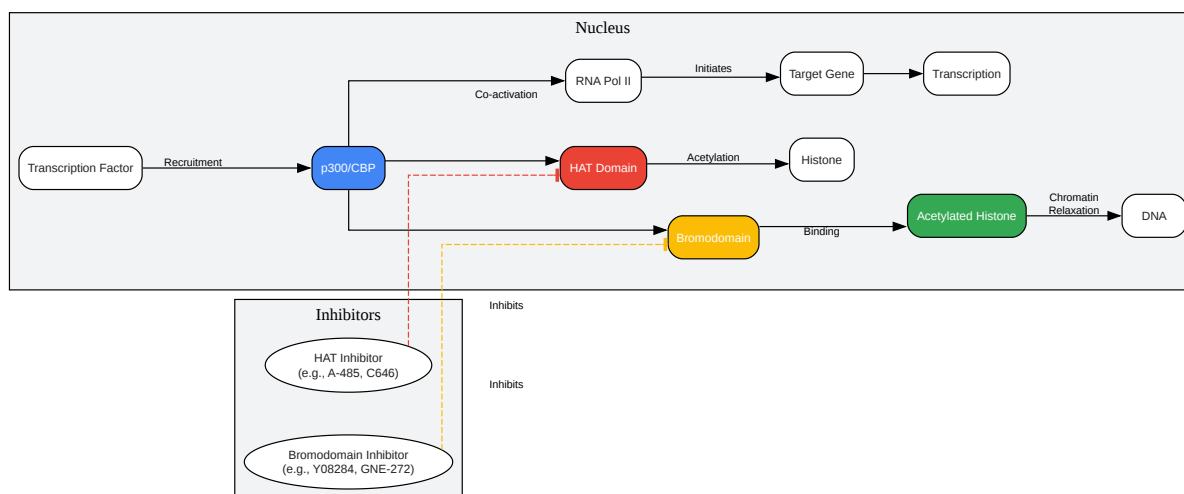 Nucleus
RNA Pol II
Initiates
Target Gene
Transcription
Co-activation
Transcription Factor
Recruitment
p300/CBP
HAT Domain
Acetylation
Histone
Bromodomain
Binding
Acetylated Histone
Chromatin
Relaxation
DNA
Inhibitors
Inhibits
HAT Inhibitor
(e.g., A-485, C646)
Inhibits
Bromodomain Inhibitor
(e.g., Y08284, GNE-272)